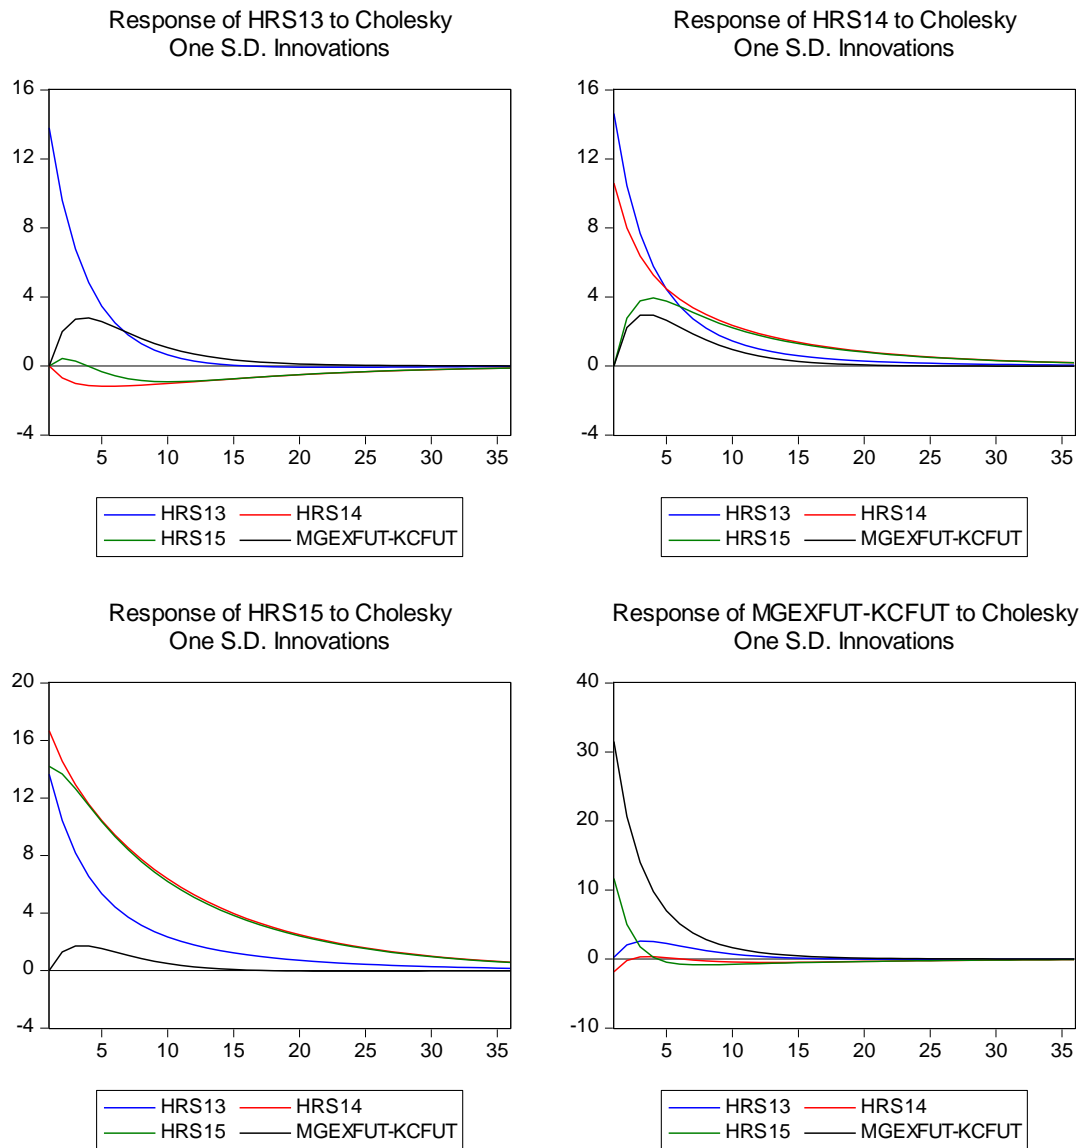 Response of HRS13 to Cholesky
One S.D. Innovations
16
12
8
4
0
-4
5 10 15 20 25 30 35
HRS13 HRS14
HRS15 MGEXFUT-KCFUT
Response of HRS14 to Cholesky
One S.D. Innovations
16
12
8
4
0
-4
5 10 15 20 25 30 35
HRS13 HRS14
HRS15 MGEXFUT-KCFUT
Response of HRS15 to Cholesky
One S.D. Innovations
20
16
12
8
4
0
-4
5 10 15 20 25 30 35
HRS13 HRS14
HRS15 MGEXFUT-KCFUT
Response of MGEXFUT-KCFUT to Cholesky
One S.D. Innovations
40
30
20
10
0
-10
5 10 15 20 25 30 35
HRS13 HRS14
HRS15 MGEXFUT-KCFUT